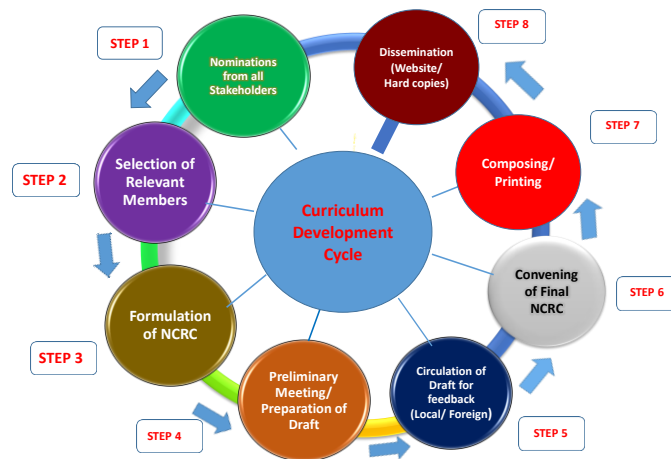 STEP 1
Nominations
from all
Stakeholders
STEP 2
Selection of
Relevant
Members
STEP 3
Formulation
of NCRC
STEP 4
Preliminary
Meeting/
Preparation of
Draft
STEP 5
Circulation of
Draft for
feedback
(Local/ Foreign)
STEP 6
Convening
of Final
NCRC
STEP 7
Composing/
Printing
STEP 8
Dissemination
(Website/
Hard copies)
Curriculum
Development
Cycle